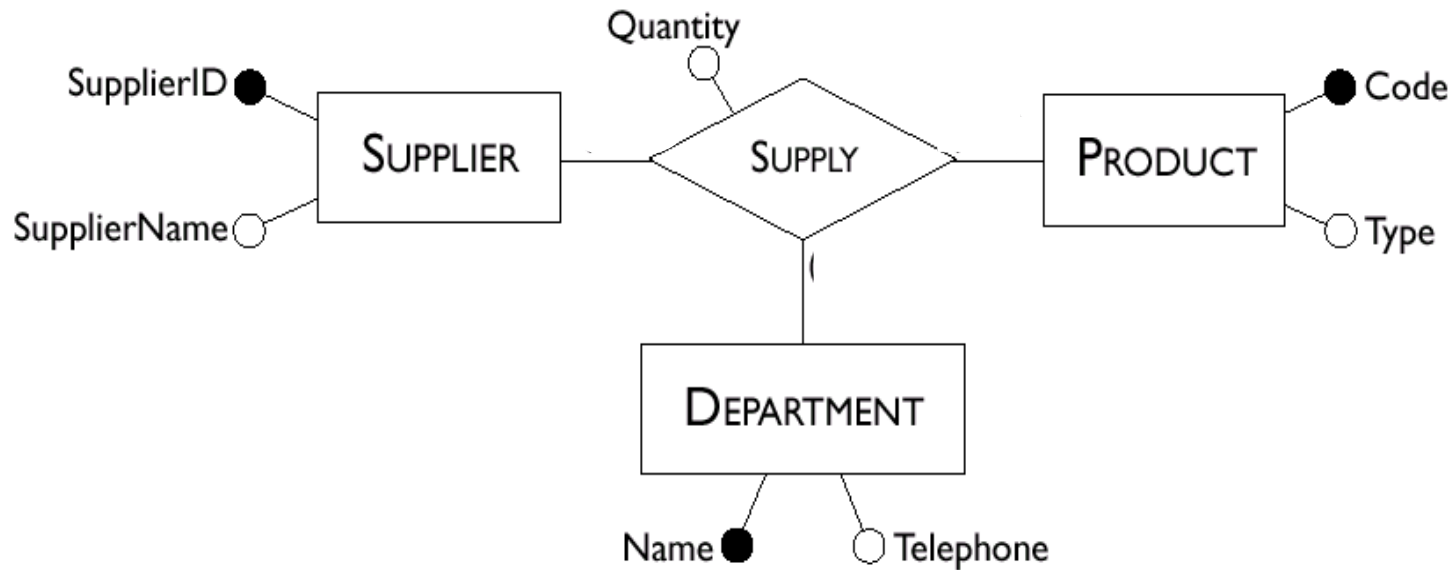 Quantity
SupplierID
Code
SUPPLIER
SUPPLY
PRODUCT
SupplierName
Type
DEPARTMENT
Name
Telephone